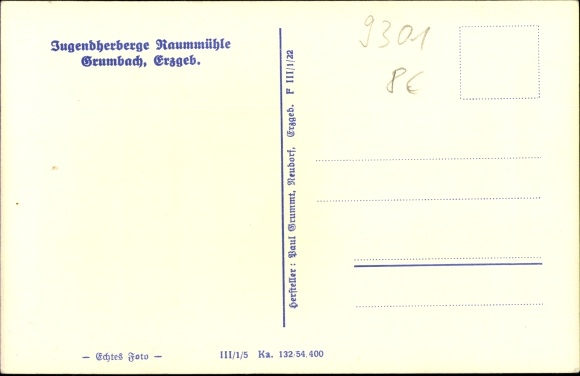 Jugendherberge Raummühle
Grumbach, Erzgeb.
9301
8€
Hersteller: Paul Grummt, Neudorf, Erzgeb. F III/1/22
— Echtes Foto —
III/1/5 Ka. 132·54. 400